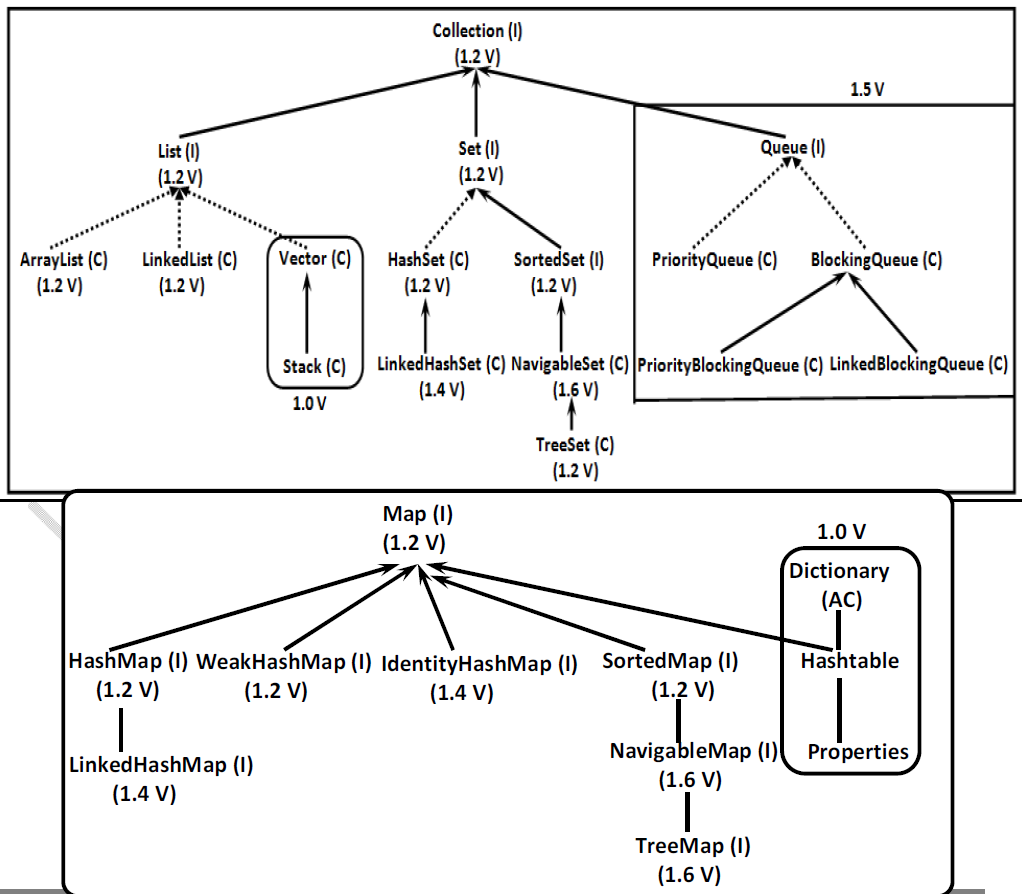 Collection (I)
(1.2 V)
1.5 V
List (I)
(1.2 V)
Set (I)
(1.2 V)
Queue (I)
ArrayList (C)
(1.2 V)
LinkedList (C)
(1.2 V)
Vector (C)
HashSet (C)
(1.2 V)
SortedSet (I)
(1.2 V)
PriorityQueue (C)
BlockingQueue (C)
Stack (C)
1.0 V
LinkedHashSet (C)
(1.4 V)
NavigableSet (C)
(1.6 V)
PriorityBlockingQueue (C)
LinkedBlockingQueue (C)
TreeSet (C)
(1.2 V)
Map (I)
(1.2 V)
1.0 V
Dictionary
(AC)
HashMap (I)
(1.2 V)
WeakHashMap (I)
(1.2 V)
IdentityHashMap (I)
(1.4 V)
SortedMap (I)
(1.2 V)
Hashtable
LinkedHashMap (I)
(1.4 V)
NavigableMap (I)
(1.6 V)
Properties
TreeMap (I)
(1.6 V)